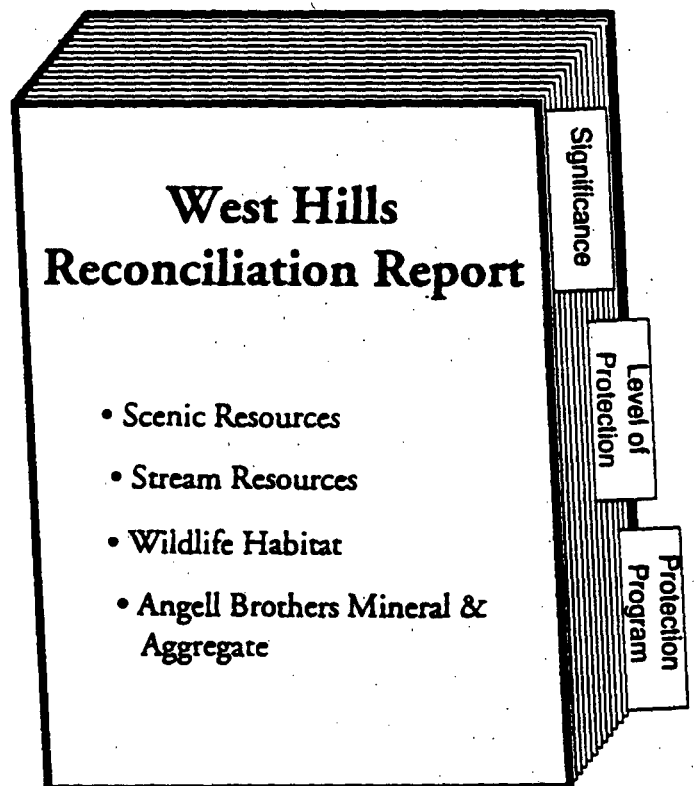 West Hills
Reconciliation Report
• Scenic Resources
• Stream Resources
• Wildlife Habitat
• Angell Brothers Mineral &
Aggregate
Significance
Level of
Protection
Protection
Program